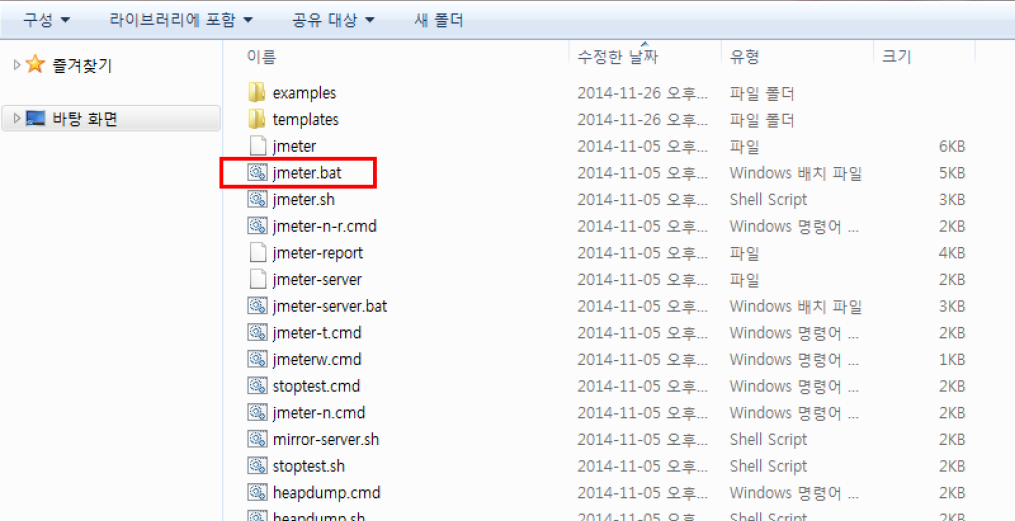 구성 라이브러리에 포함 공유 대상 새 폴더
이름 수정한 날짜 유형 크기
즐겨찾기
examples 2014-11-26 오후... 파일 폴더
바탕 화면 templates 2014-11-26 오후... 파일 폴더
jmeter 2014-11-05 오후... 파일 6KB
jmeter.bat 2014-11-05 오후... Windows 배치 파일 5KB
jmeter.sh 2014-11-05 오후... Shell Script 3KB
jmeter-n-r.cmd 2014-11-05 오후... Windows 명령어 ... 2KB
jmeter-report 2014-11-05 오후... 파일 4KB
jmeter-server 2014-11-05 오후... 파일 2KB
jmeter-server.bat 2014-11-05 오후... Windows 배치 파일 3KB
jmeter-t.cmd 2014-11-05 오후... Windows 명령어 ... 2KB
jmeterw.cmd 2014-11-05 오후... Windows 명령어 ... 1KB
stoptest.cmd 2014-11-05 오후... Windows 명령어 ... 2KB
jmeter-n.cmd 2014-11-05 오후... Windows 명령어 ... 2KB
mirror-server.sh 2014-11-05 오후... Shell Script 2KB
stoptest.sh 2014-11-05 오후... Shell Script 2KB
heapdump.cmd 2014-11-05 오후... Windows 명령어 ... 2KB
heapdump.sh 2014-11-05 오후... Shell Script 2KB